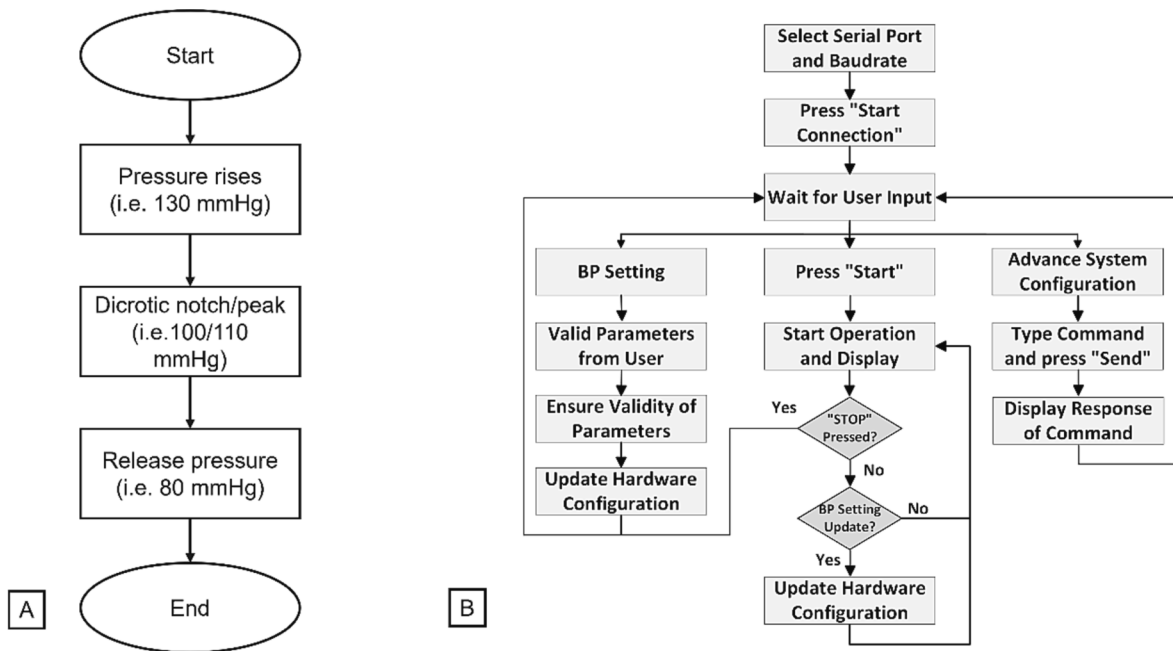 Start
Pressure rises
(i.e. 130 mmHg)
Dicrotic notch/peak
(i.e.100/110
mmHg)
Release pressure
(i.e. 80 mmHg)
End
A
Select Serial Port
and Baudrate
Press "Start
Connection"
Wait for User Input
BP Setting
Valid Parameters
from User
Ensure Validity of
Parameters
Update Hardware
Configuration
Press "Start"
Start Operation
and Display
Yes
"STOP"
Pressed?
No
BP Setting
Update?
No
Yes
Update Hardware
Configuration
Advance System
Configuration
Type Command
and press "Send"
Display Response
of Command
B